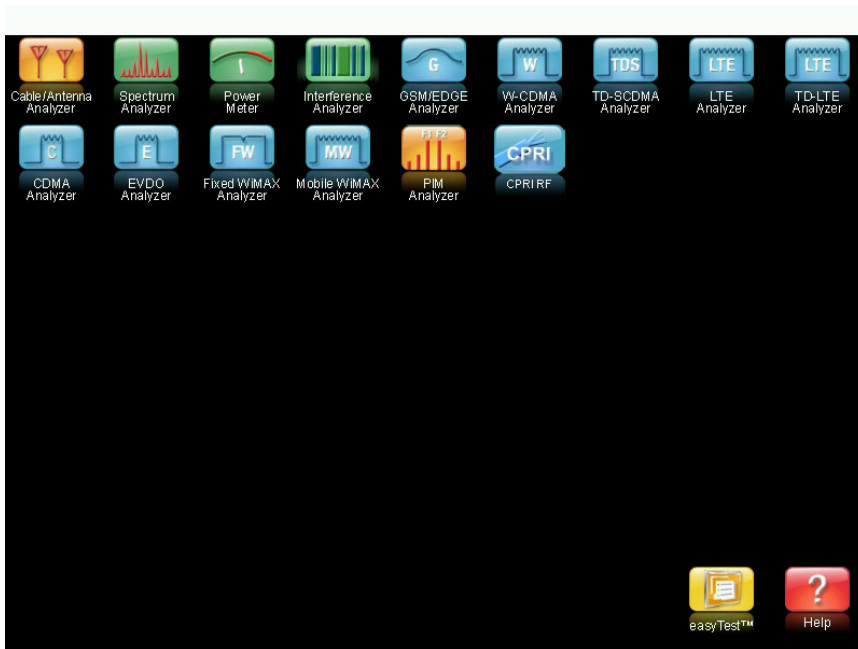 Cable/Antenna
Analyzer
Spectrum
Analyzer
I
Power
Meter
Interference
Analyzer
G
GSM/EDGE
Analyzer
W
W-CDMA
Analyzer
TDS
TD-SCDMA
Analyzer
LTE
LTE
Analyzer
LTE
TD-LTE
Analyzer
C
CDMA
Analyzer
E
EVDO
Analyzer
FW
Fixed WiMAX
Analyzer
MW
Mobile WiMAX
Analyzer
F1 F2
PIM
Analyzer
CPRI
CPRI RF
easyTest™
?
Help